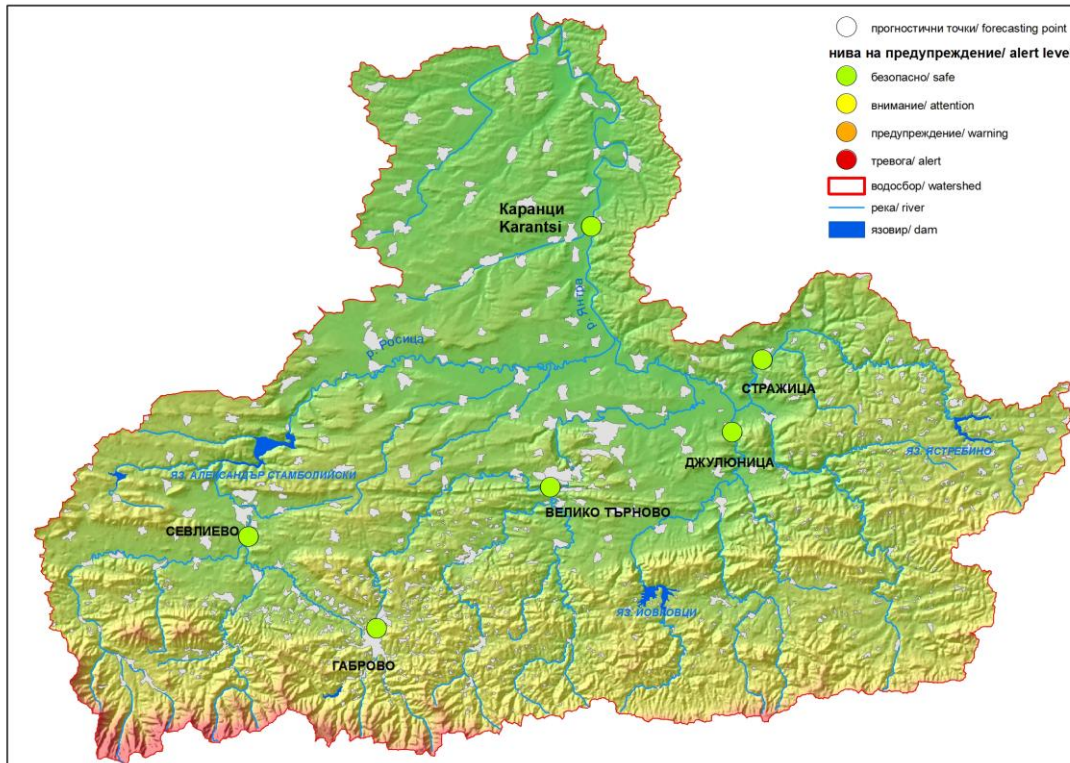 прогностични точки/ forecasting point
нива на предупреждение/ alert leve
безопасно/ safe
внимание/ attention
предупреждение/ warning
тревога/ alert
водосбор/ watershed
река/ river
язовир/ dam
Каранци
Karantsi
р. Янтра
р. Росица
СТРАЖИЦА
ДЖУЛЮНИЦА
ЯЗ. ЯСТРЕБИНО
ЯЗ. АЛЕКСАНДЪР СТАМБОЛИЙСКИ
ВЕЛИКО ТЪРНОВО
СЕВЛИЕВО
ЯЗ. ЙОВКОВЦИ
ГАБРОВО